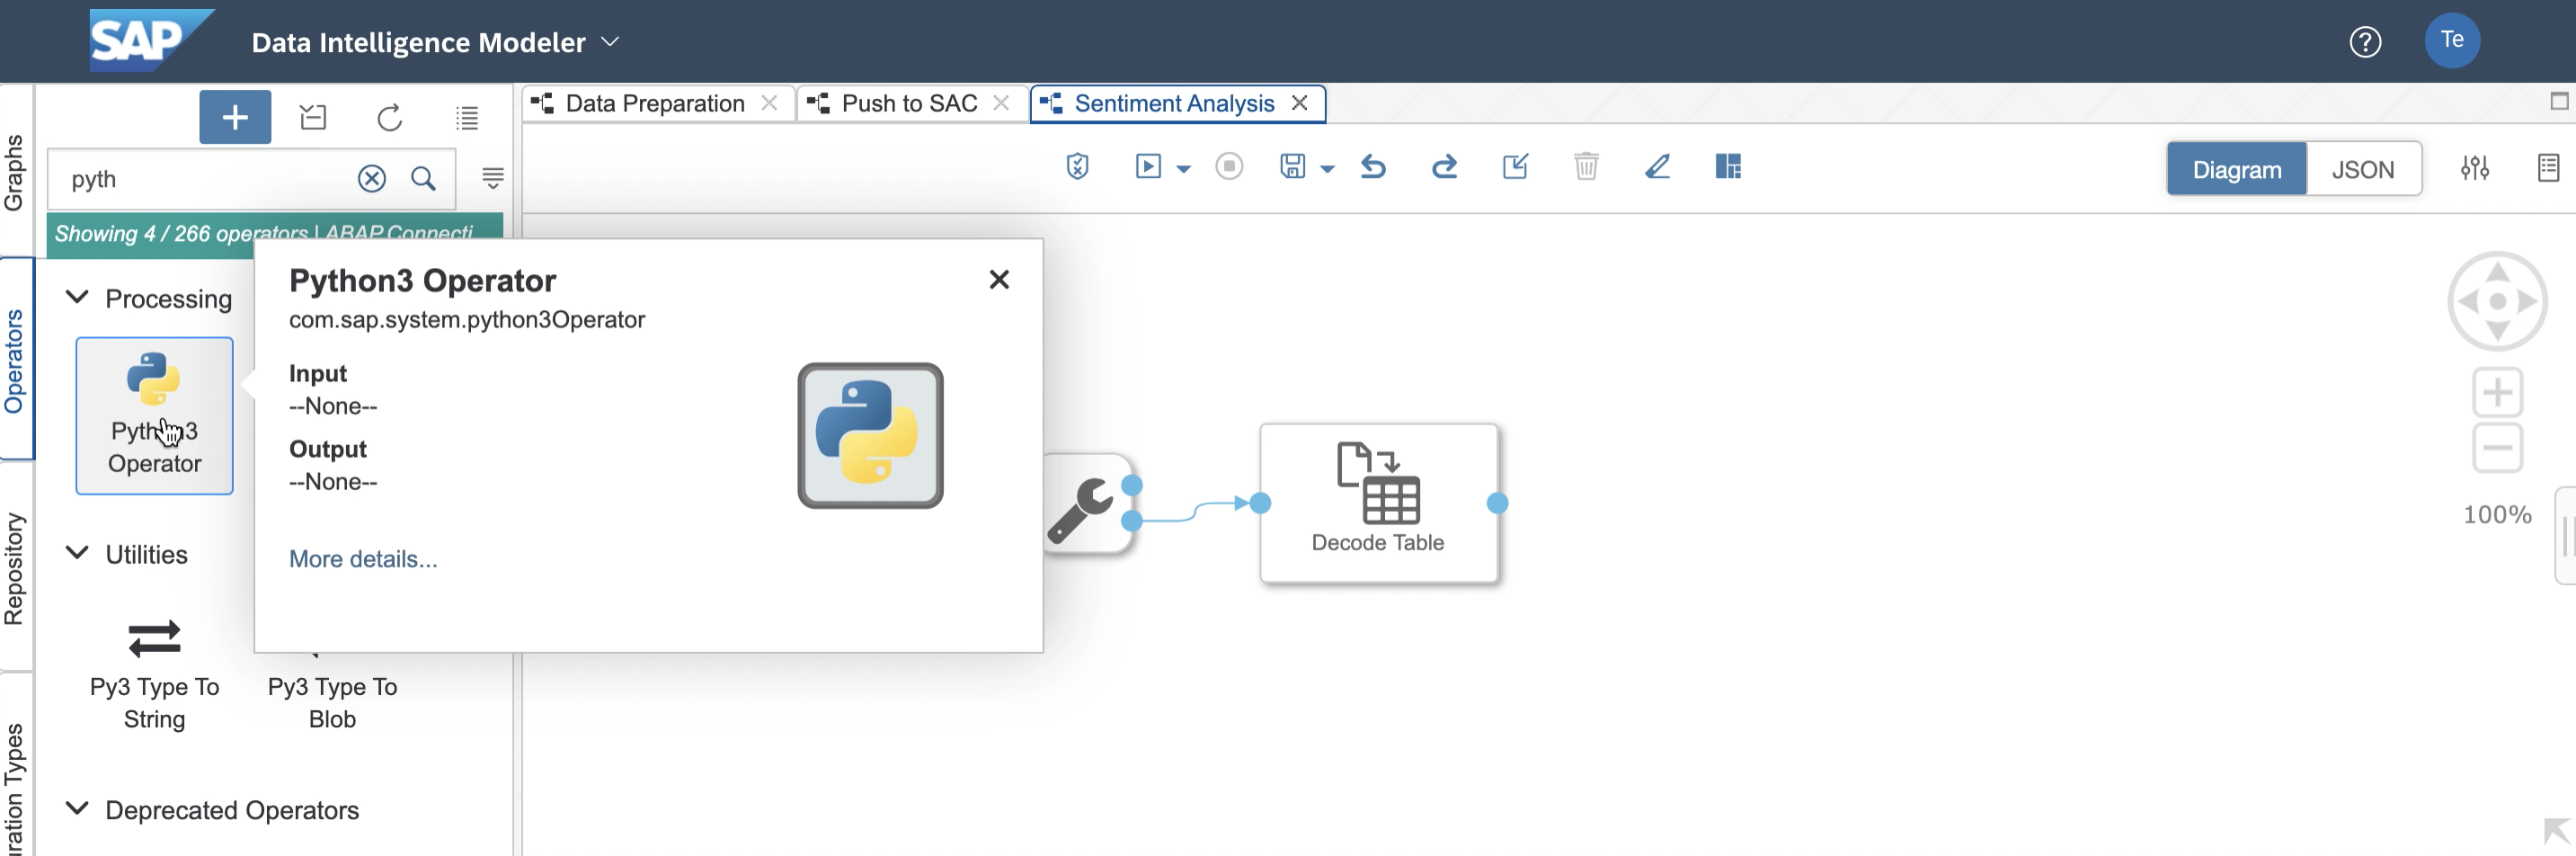 SAP
Data Intelligence Modeler
?
Te
Graphs
Operators
Repository
uration Types
pyth
Showing 4 / 266 operators | ABAP Connecti
Data Preparation
Push to SAC
Sentiment Analysis
Diagram
JSON
Processing
Python3
Operator
Utilities
Py3 Type To
String
Py3 Type To
Blob
Deprecated Operators
Python3 Operator
com.sap.system.python3Operator
Input
--None--
Output
--None--
More details...
Decode Table
100%